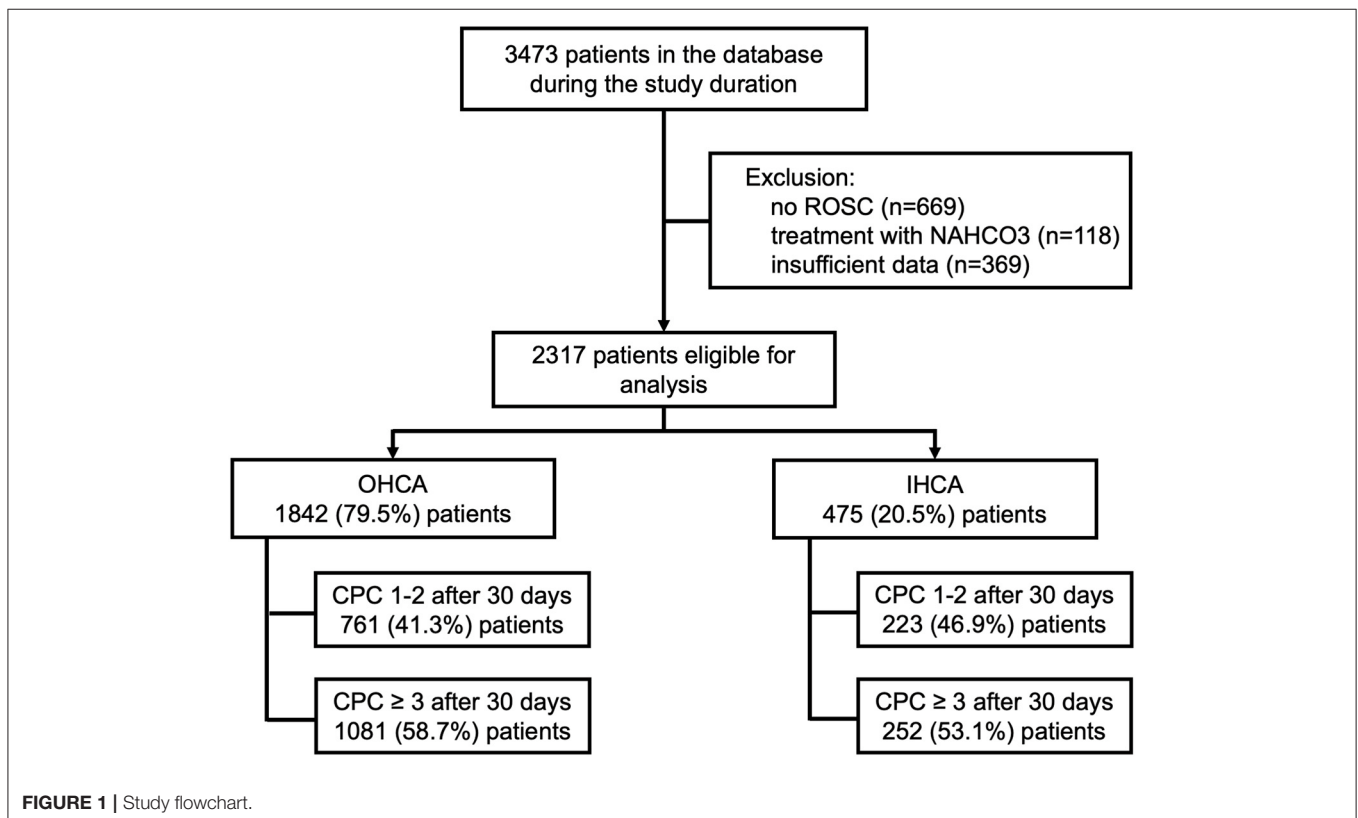 3473 patients in the database
during the study duration
Exclusion:
no ROSC (n=669)
treatment with NAHCO3 (n=118)
insufficient data (n=369)
2317 patients eligible for
analysis
OHCA
1842 (79.5%) patients
IHCA
475 (20.5%) patients
CPC 1-2 after 30 days
761 (41.3%) patients
CPC 1-2 after 30 days
223 (46.9%) patients
CPC ≥ 3 after 30 days
1081 (58.7%) patients
CPC ≥ 3 after 30 days
252 (53.1%) patients
FIGURE 1 | Study flowchart.